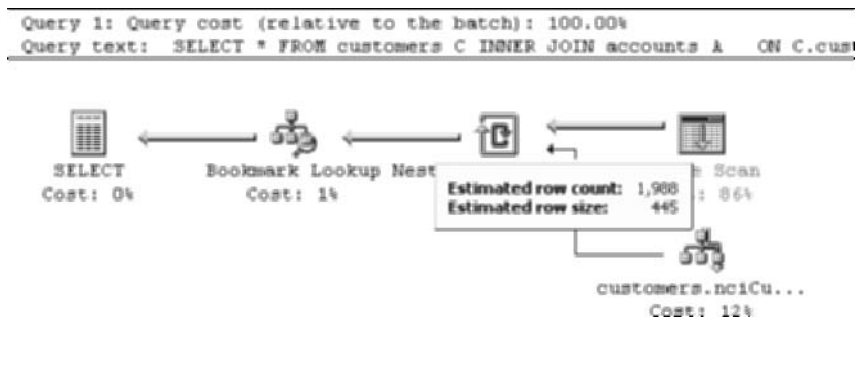 Query 1: Query cost (relative to the batch): 100.00%
Query text: SELECT * FROM customers C INNER JOIN accounts A ON C.cust
SELECT
Cost: 0%
Bookmark Lookup
Cost: 1%
Nest
Scan
: 86%
Estimated row count: 1,988
Estimated row size: 445
customers.nciCu...
Cost: 12%